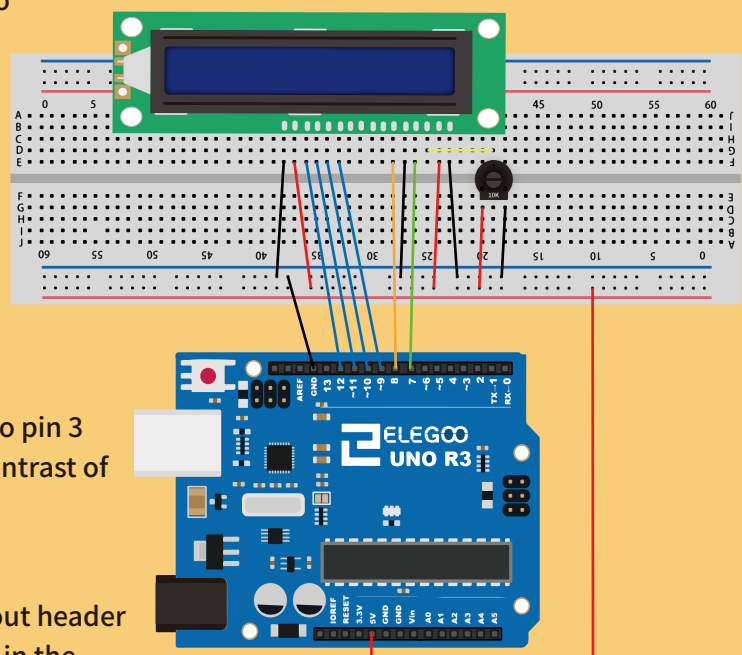 0 5 45 50 55 60
A J
B I
C H
D G
E F
10K
F E
G D
H C
I B
J A
60 55 50 45 40 35 30 25 20 15 10 5 0
AREF
GND
13
12
~11
~10
~9
8
7
~6
~5
4
~3
2
TX→1
RX←0
o pin 3
ntrast of
ELEGOO
UNO R3
out header
in the
IOREF
RESET
3.3V
5V
GND
GND
Vin
A0
A1
A2
A3
A4
A5